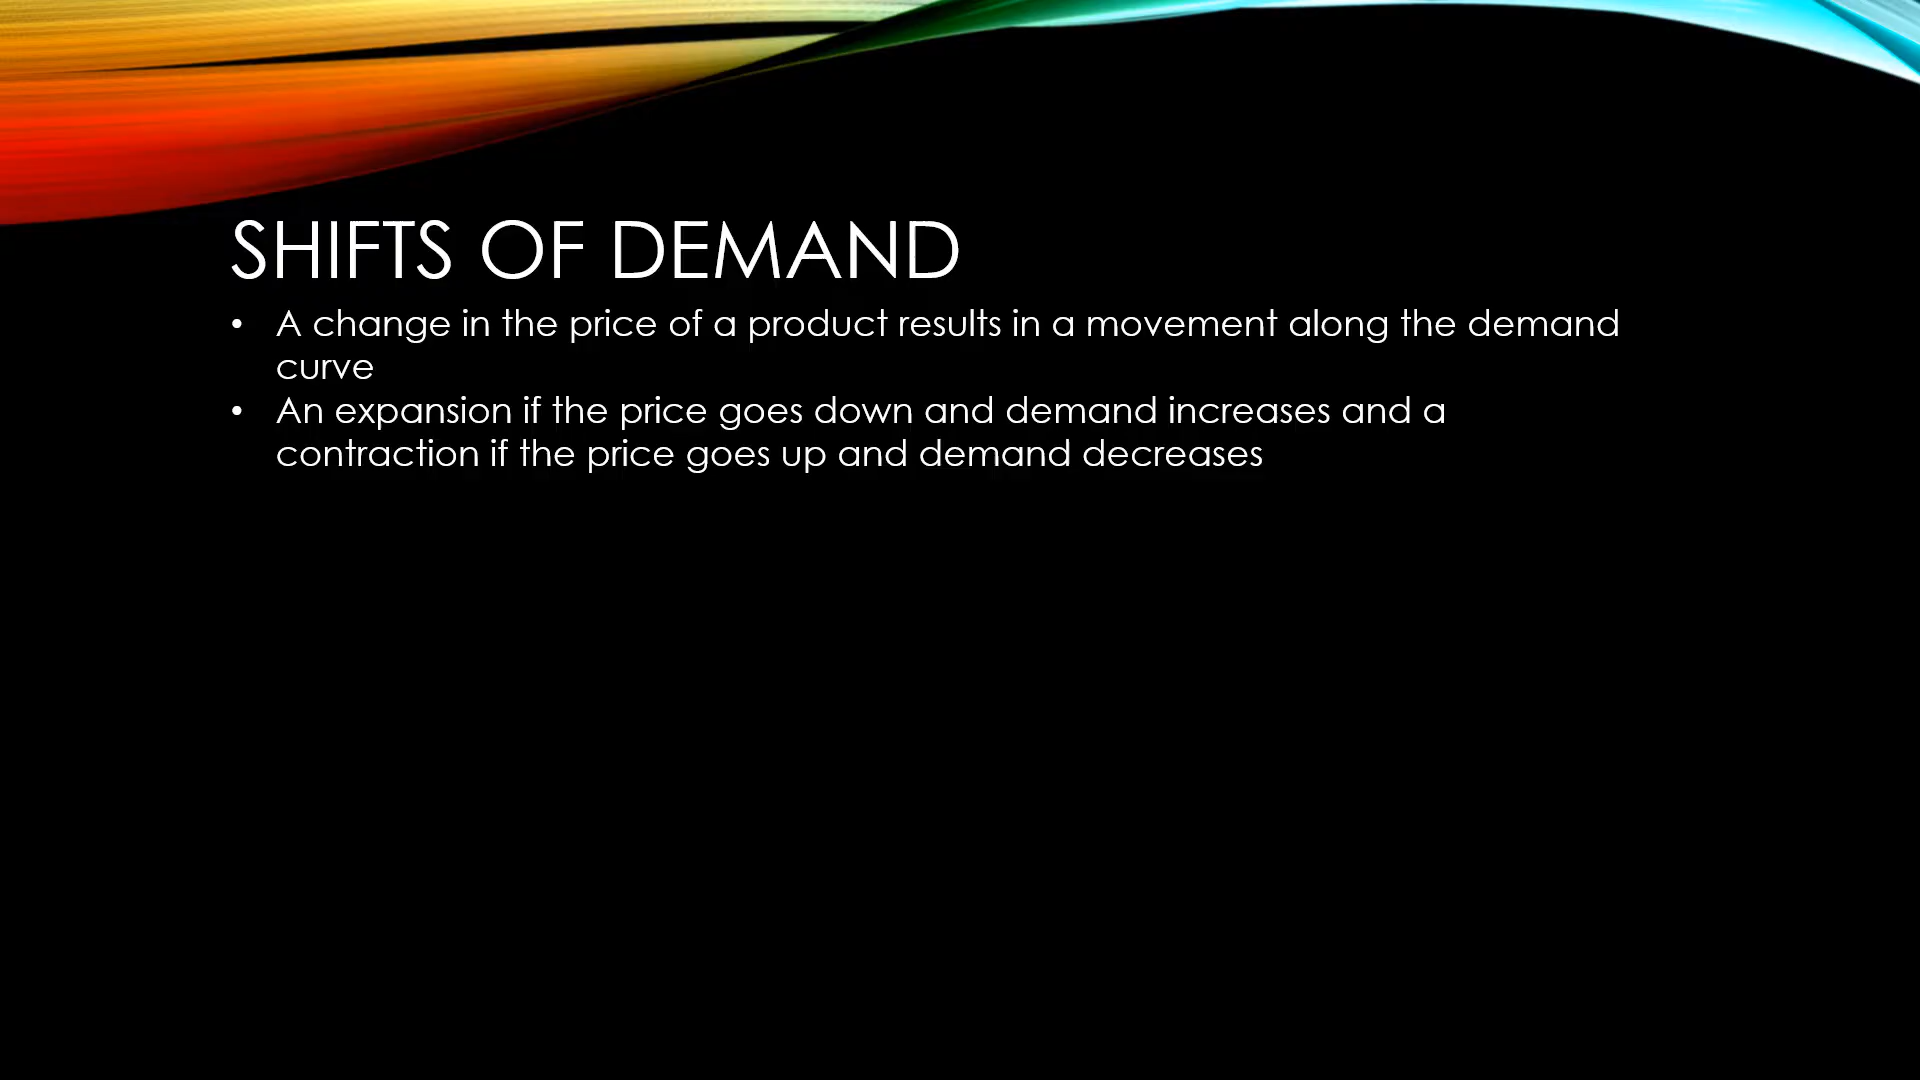 SHIFTS OF DEMAND
• A change in the price of a product results in a movement along the demand
curve
• An expansion if the price goes down and demand increases and a
contraction if the price goes up and demand decreases